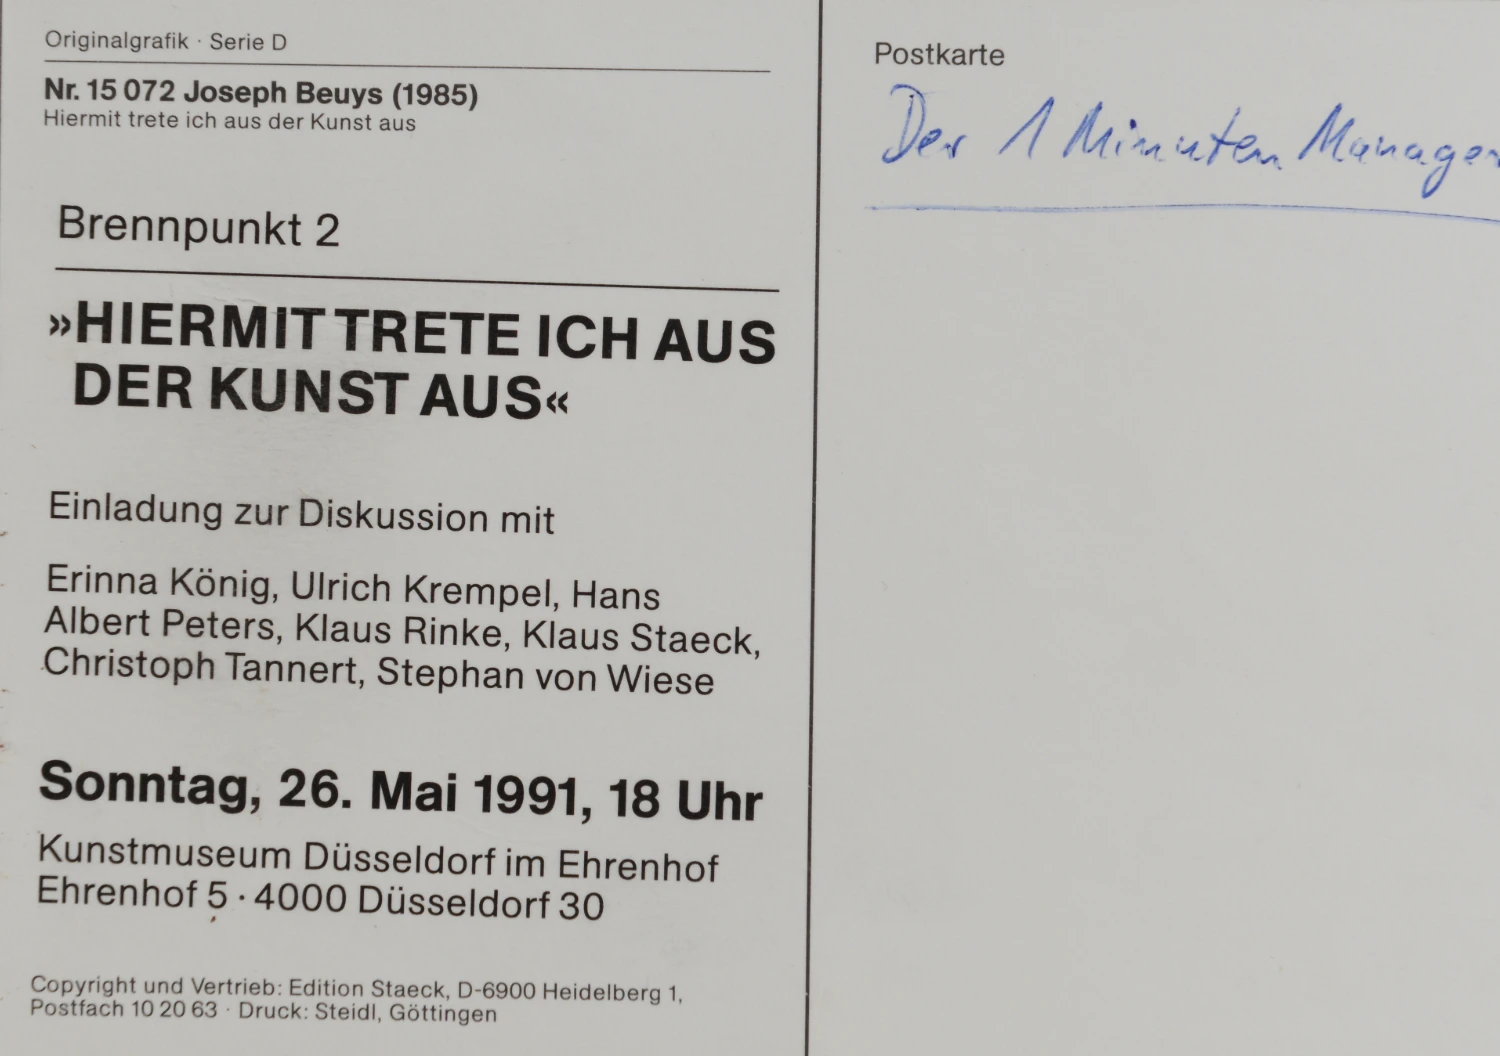 Originalgrafik · Serie D
Nr. 15 072 Joseph Beuys (1985)
Hiermit trete ich aus der Kunst aus
Brennpunkt 2
»HIERMIT TRETE ICH AUS
DER KUNST AUS«
Einladung zur Diskussion mit
Erinna König, Ulrich Krempel, Hans
Albert Peters, Klaus Rinke, Klaus Staeck,
Christoph Tannert, Stephan von Wiese
Sonntag, 26. Mai 1991, 18 Uhr
Kunstmuseum Düsseldorf im Ehrenhof
Ehrenhof 5 · 4000 Düsseldorf 30
Copyright und Vertrieb: Edition Staeck, D-6900 Heidelberg 1,
Postfach 10 20 63 · Druck: Steidl, Göttingen
Postkarte
Der 1 Minuten Manager